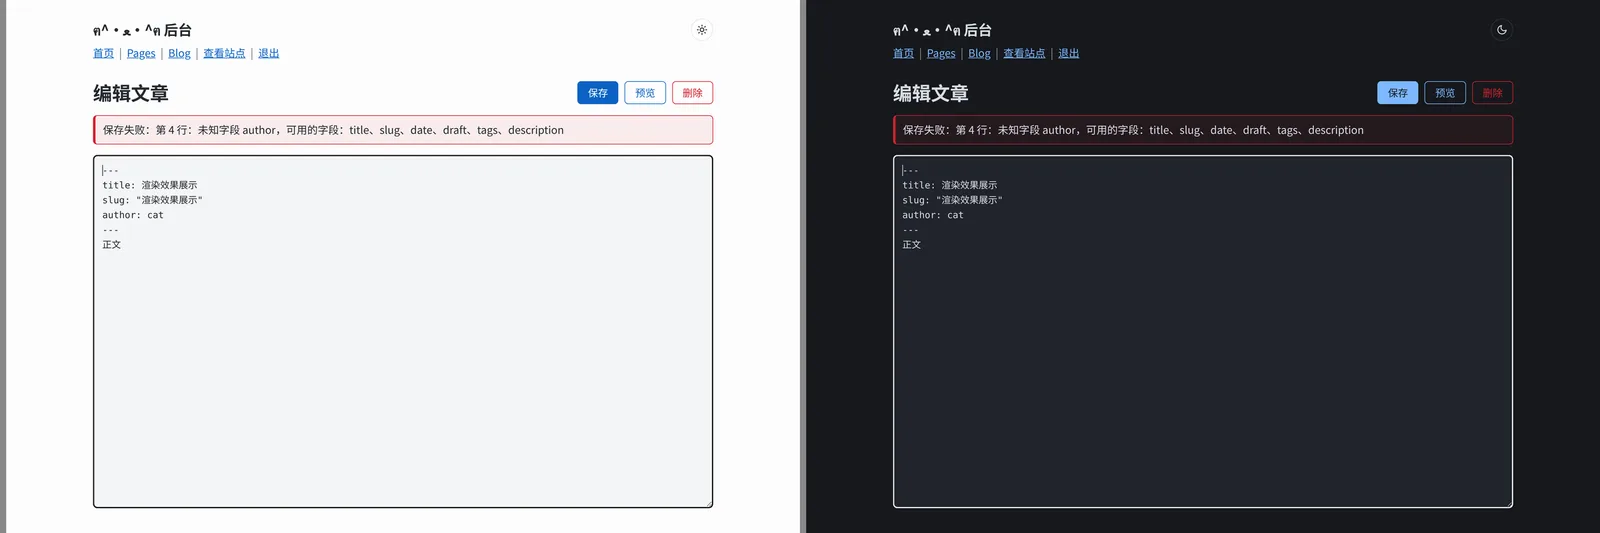 ฅ^•ﻌ•^ฅ 后台
首页 | Pages | Blog | 查看站点 | 退出
编辑文章
保存 预览 删除
保存失败：第 4 行：未知字段 author，可用的字段：title、slug、date、draft、tags、description
---
title: 渲染效果展示
slug: "渲染效果展示"
author: cat
---
正文
ฅ^•ﻌ•^ฅ 后台
首页 | Pages | Blog | 查看站点 | 退出
编辑文章
保存 预览 删除
保存失败：第 4 行：未知字段 author，可用的字段：title、slug、date、draft、tags、description
---
title: 渲染效果展示
slug: "渲染效果展示"
author: cat
---
正文